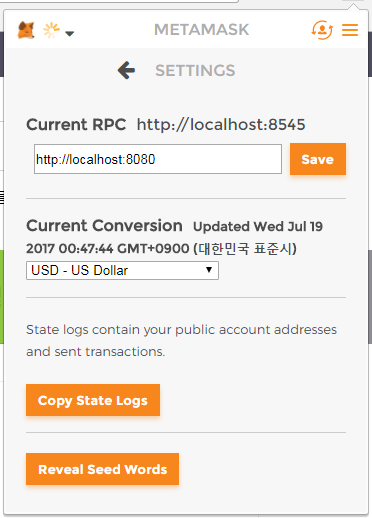 METAMASK
SETTINGS
Current RPC http://localhost:8545
http://localhost:8080
Save
Current Conversion Updated Wed Jul 19
2017 00:47:44 GMT+0900 (대한민국 표준시)
USD - US Dollar
State logs contain your public account addresses
and sent transactions.
Copy State Logs
Reveal Seed Words